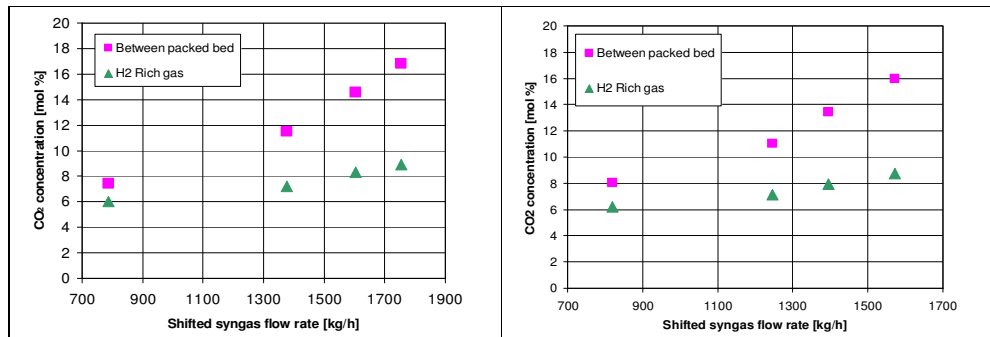 20
18
16
14
12
10
8
6
4
2
0
CO₂ concentration [mol %]
Between packed bed
H2 Rich gas
700 900 1100 1300 1500 1700 1900
Shifted syngas flow rate [kg/h]
20
18
16
14
12
10
8
6
4
2
0
CO2 concentration [mol %]
Between packed bed
H2 Rich gas
700 900 1100 1300 1500 1700
Shifted syngas flow rate [kg/h]